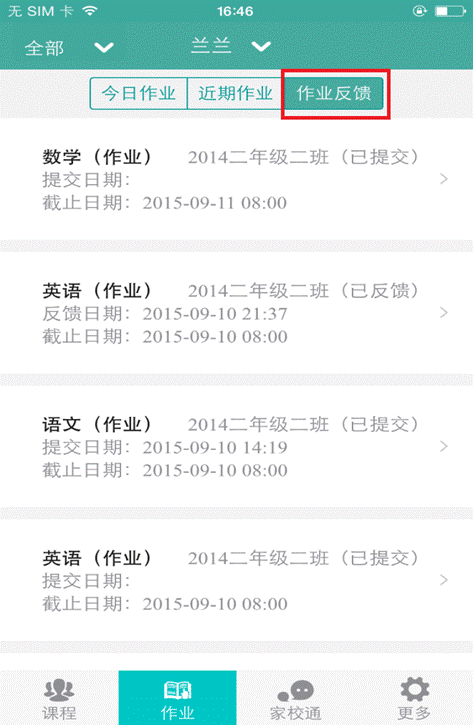 无 SIM 卡 16:46
全部 兰兰
今日作业 近期作业 作业反馈
数学（作业） 2014二年级二班（已提交）
提交日期：
截止日期：2015-09-11 08:00
英语（作业） 2014二年级二班（已反馈）
反馈日期：2015-09-10 21:37
截止日期：2015-09-10 08:00
语文（作业） 2014二年级二班（已提交）
提交日期：2015-09-10 14:19
截止日期：2015-09-10 08:00
英语（作业） 2014二年级二班（已提交）
提交日期：
截止日期：2015-09-10 08:00
课程 作业 家校通 更多